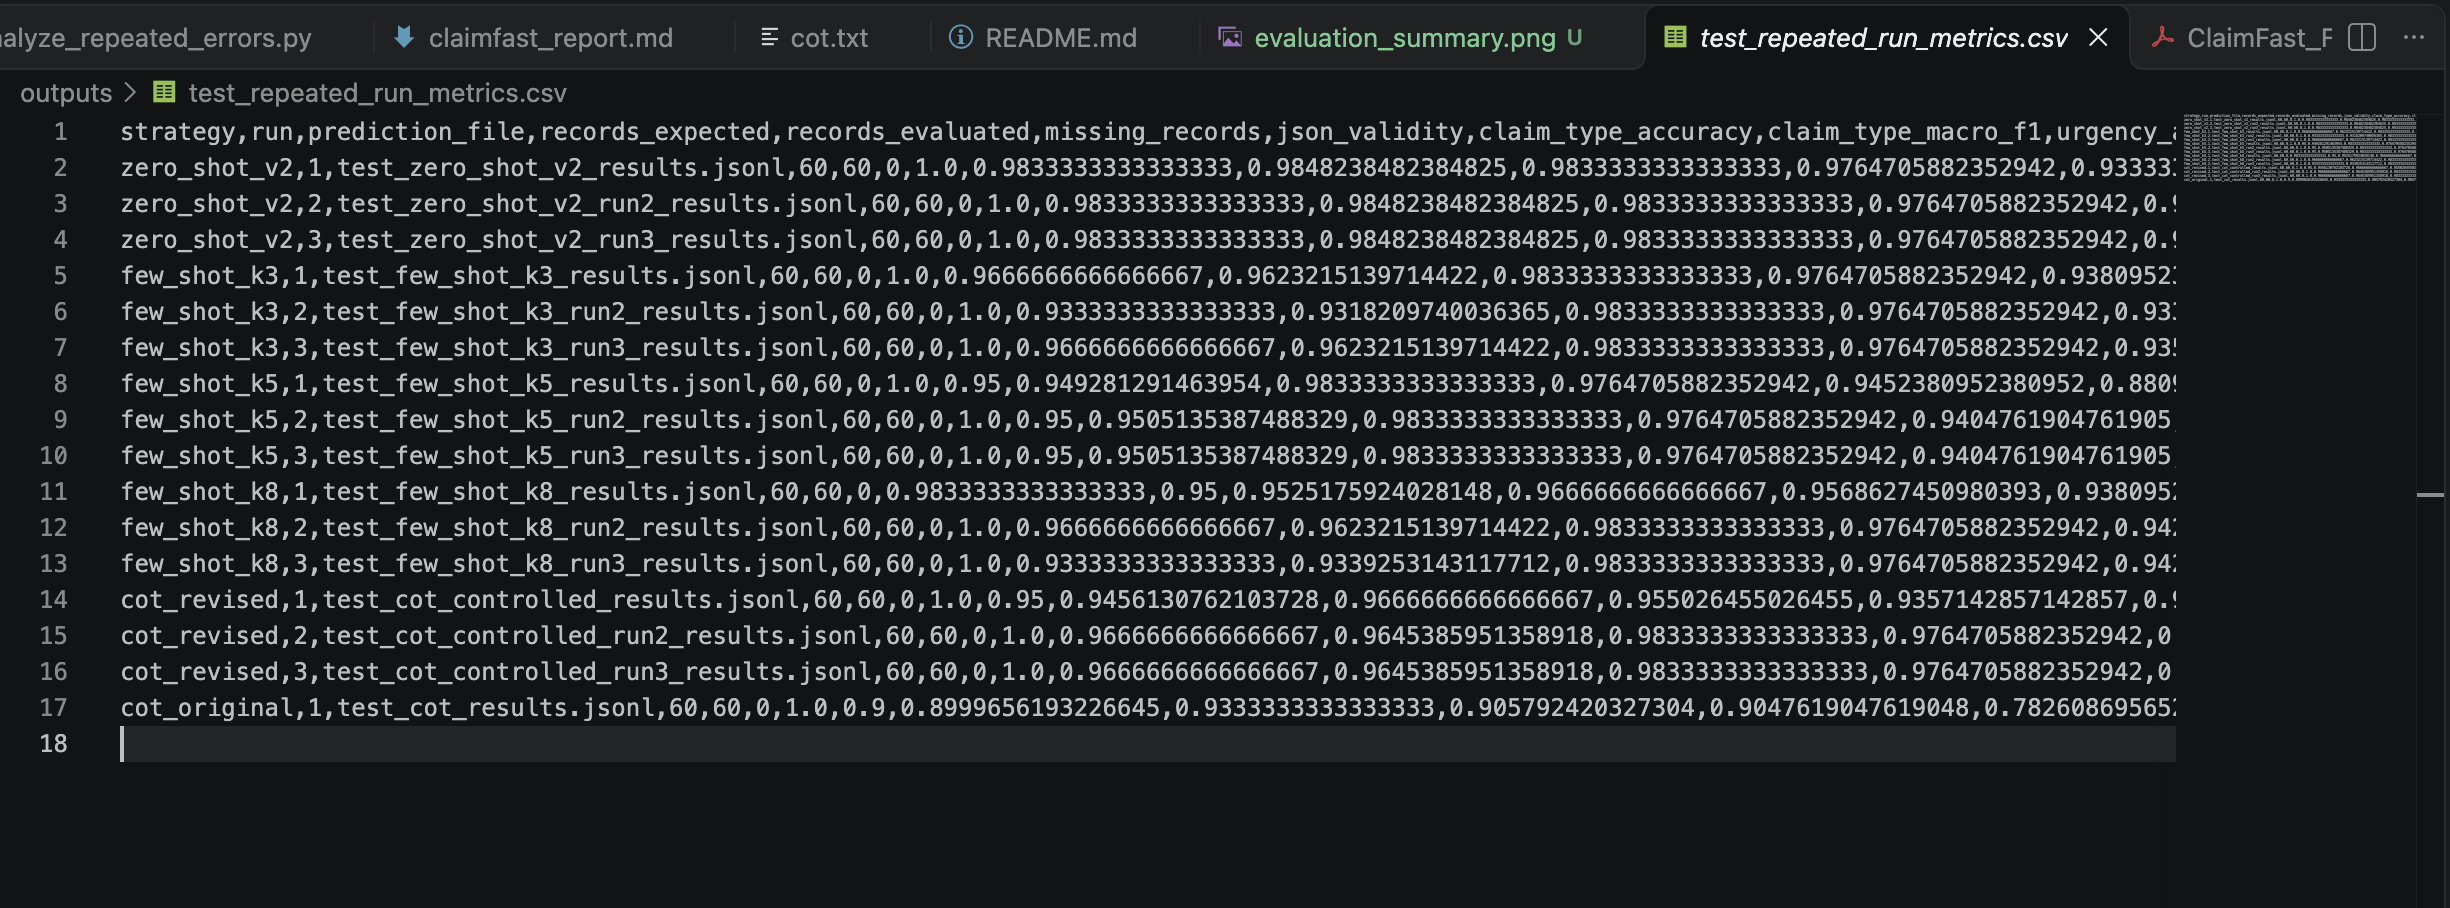 alyze_repeated_errors.py claimfast_report.md cot.txt README.md evaluation_summary.png U test_repeated_run_metrics.csv ClaimFast_F
outputs > test_repeated_run_metrics.csv
1 strategy,run,prediction_file,records_expected,records_evaluated,missing_records,json_validity,claim_type_accuracy,claim_type_macro_f1,urgency_a
2 zero_shot_v2,1,test_zero_shot_v2_results.jsonl,60,60,0,1.0,0.9833333333333333,0.9848238482384825,0.9833333333333333,0.9764705882352942,0.93333
3 zero_shot_v2,2,test_zero_shot_v2_run2_results.jsonl,60,60,0,1.0,0.9833333333333333,0.9848238482384825,0.9833333333333333,0.9764705882352942,0.9
4 zero_shot_v2,3,test_zero_shot_v2_run3_results.jsonl,60,60,0,1.0,0.9833333333333333,0.9848238482384825,0.9833333333333333,0.9764705882352942,0.9
5 few_shot_k3,1,test_few_shot_k3_results.jsonl,60,60,0,1.0,0.9666666666666667,0.9623215139714422,0.9833333333333333,0.9764705882352942,0.9380952
6 few_shot_k3,2,test_few_shot_k3_run2_results.jsonl,60,60,0,1.0,0.9333333333333333,0.9318209740036365,0.9833333333333333,0.9764705882352942,0.93
7 few_shot_k3,3,test_few_shot_k3_run3_results.jsonl,60,60,0,1.0,0.9666666666666667,0.9623215139714422,0.9833333333333333,0.9764705882352942,0.93
8 few_shot_k5,1,test_few_shot_k5_results.jsonl,60,60,0,1.0,0.95,0.949281291463954,0.9833333333333333,0.9764705882352942,0.9452380952380952,0.8809
9 few_shot_k5,2,test_few_shot_k5_run2_results.jsonl,60,60,0,1.0,0.95,0.9505135387488329,0.9833333333333333,0.9764705882352942,0.9404761904761905,
10 few_shot_k5,3,test_few_shot_k5_run3_results.jsonl,60,60,0,1.0,0.95,0.9505135387488329,0.9833333333333333,0.9764705882352942,0.9404761904761905,
11 few_shot_k8,1,test_few_shot_k8_results.jsonl,60,60,0,0.9833333333333333,0.95,0.9525175924028148,0.9666666666666667,0.9568627450980393,0.938095
12 few_shot_k8,2,test_few_shot_k8_run2_results.jsonl,60,60,0,1.0,0.9666666666666667,0.9623215139714422,0.9833333333333333,0.9764705882352942,0.94
13 few_shot_k8,3,test_few_shot_k8_run3_results.jsonl,60,60,0,1.0,0.9333333333333333,0.9339253143117712,0.9833333333333333,0.9764705882352942,0.94
14 cot_revised,1,test_cot_controlled_results.jsonl,60,60,0,1.0,0.95,0.9456130762103728,0.9666666666666667,0.955026455026455,0.9357142857142857,0.9
15 cot_revised,2,test_cot_controlled_run2_results.jsonl,60,60,0,1.0,0.9666666666666667,0.9645385951358918,0.9833333333333333,0.9764705882352942,0
16 cot_revised,3,test_cot_controlled_run3_results.jsonl,60,60,0,1.0,0.9666666666666667,0.9645385951358918,0.9833333333333333,0.9764705882352942,0
17 cot_original,1,test_cot_results.jsonl,60,60,0,1.0,0.9,0.8999656193226645,0.9333333333333333,0.905792420327304,0.9047619047619048,0.78260869565
18